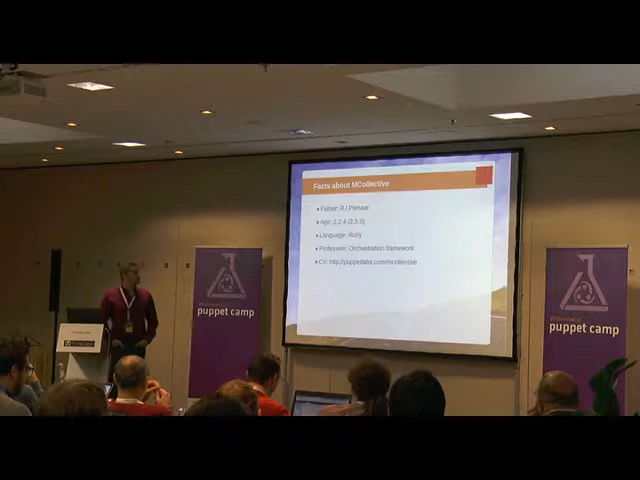 Facts about MCollective
Father: R.I.Pienaar
Age: 2.2.4 (2.3.3)
Language: Ruby
Profession: Orchestration framework
CV: http://puppetlabs.com/mcollective
puppet camp
puppet camp